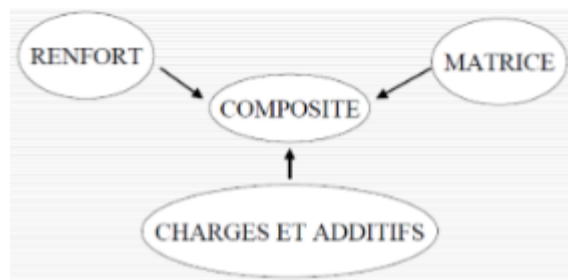 RENFORT
MATRICE
COMPOSITE
CHARGES ET ADDITIFS